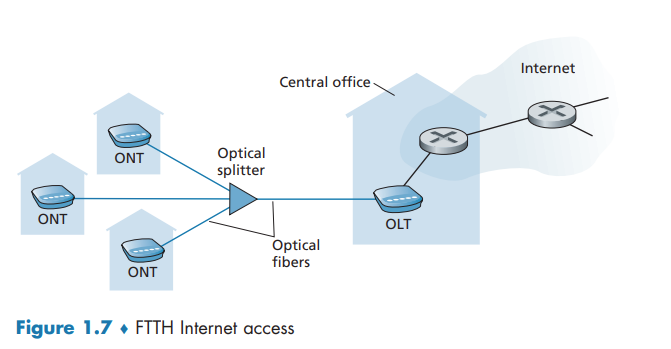 Internet
Central office
ONT
Optical
splitter
ONT
OLT
Optical
fibers
ONT
Figure 1.7 ♦ FTTH Internet access